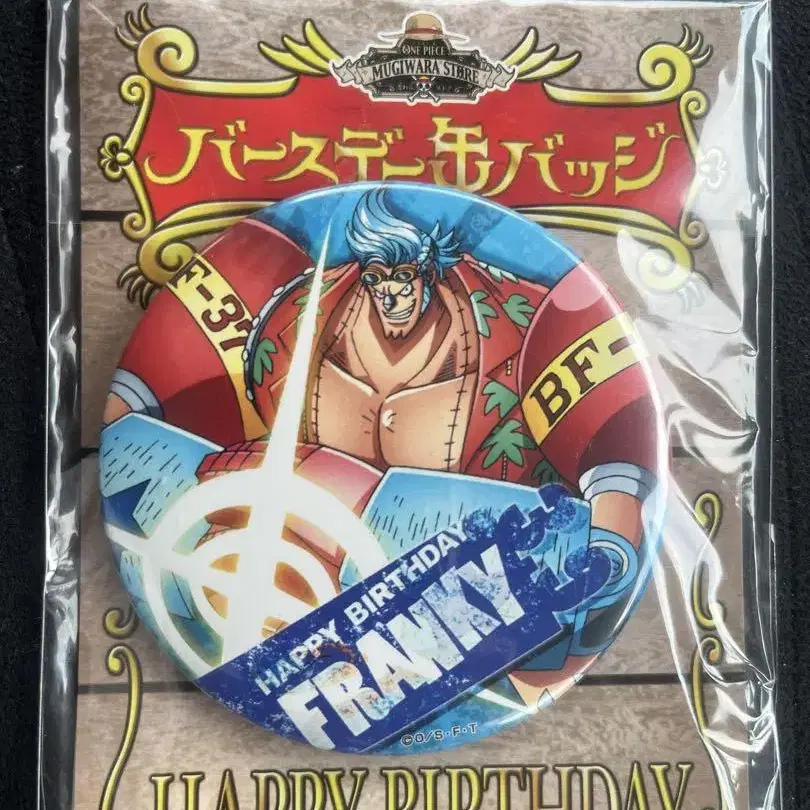 ONE PIECE
MUGIWARA STORE
バースデー缶バッジ
F-37
BF-
HAPPY BIRTHDAY
FRANKY
©O/S・F・T
HAPPY BIRTHDAY